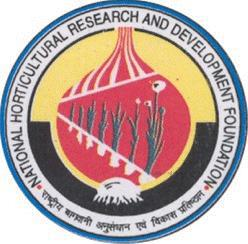 NATIONAL HORTICULTURAL RESEARCH AND DEVELOPMENT FOUNDATION
राष्ट्रीय बागवानी अनुसंधान एवं विकास प्रतिष्ठान